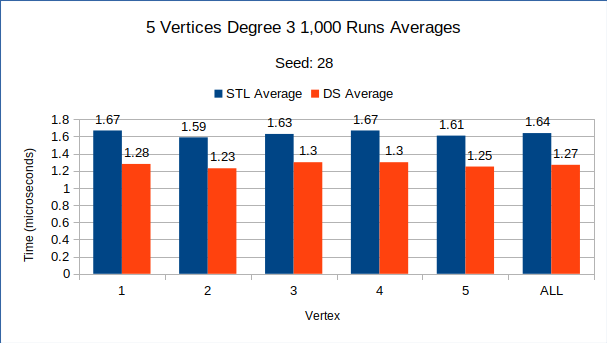 5 Vertices Degree 3 1,000 Runs Averages
Seed: 28
STL Average DS Average
Time (microseconds)
1.8
1.6
1.4
1.2
1
0.8
0.6
0.4
0.2
0
1.67 1.28 1.59 1.23 1.63 1.3 1.67 1.3 1.61 1.25 1.64 1.27
1 2 3 4 5 ALL
Vertex